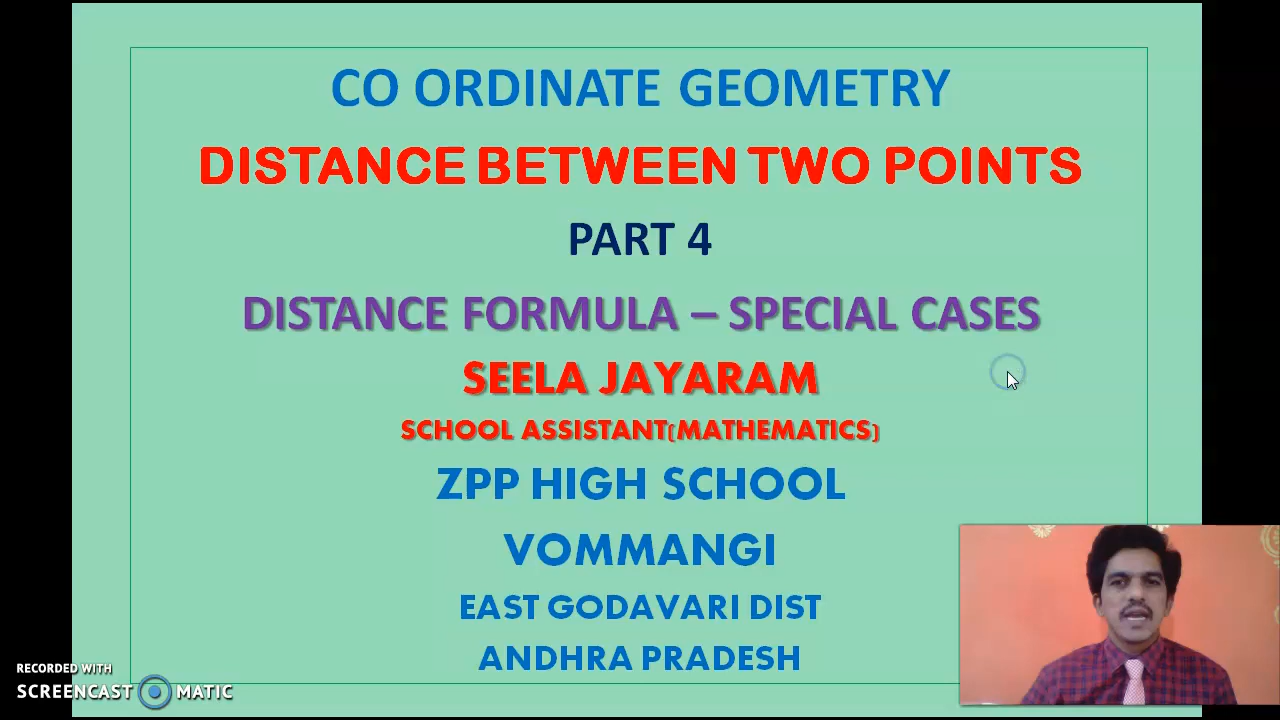 CO ORDINATE GEOMETRY
DISTANCE BETWEEN TWO POINTS
PART 4
DISTANCE FORMULA – SPECIAL CASES
SEELA JAYARAM
SCHOOL ASSISTANT(MATHEMATICS)
ZPP HIGH SCHOOL
VOMMANGI
EAST GODAVARI DIST
ANDHRA PRADESH
RECORDED WITH
SCREENCAST MATIC